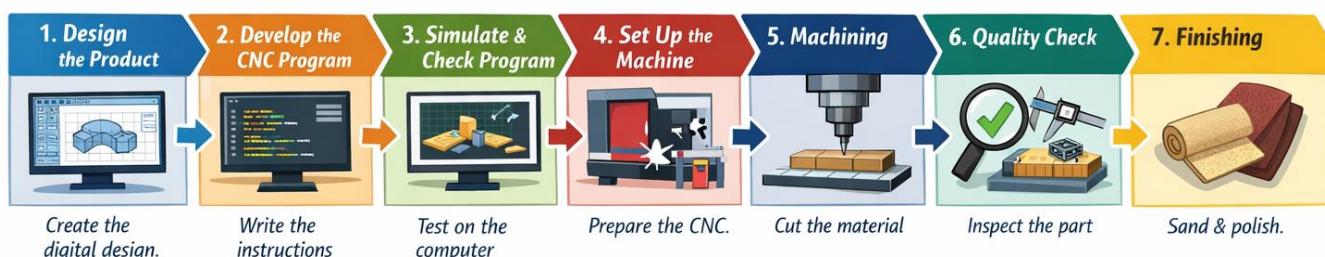 1. Design
the Product
2. Develop the
CNC Program
3. Simulate &
Check Program
4. Set Up the
Machine
5. Machining
6. Quality Check
7. Finishing
Create the
digital design.
Write the
instructions
Test on the
computer
Prepare the CNC.
Cut the material
Inspect the part
Sand & polish.